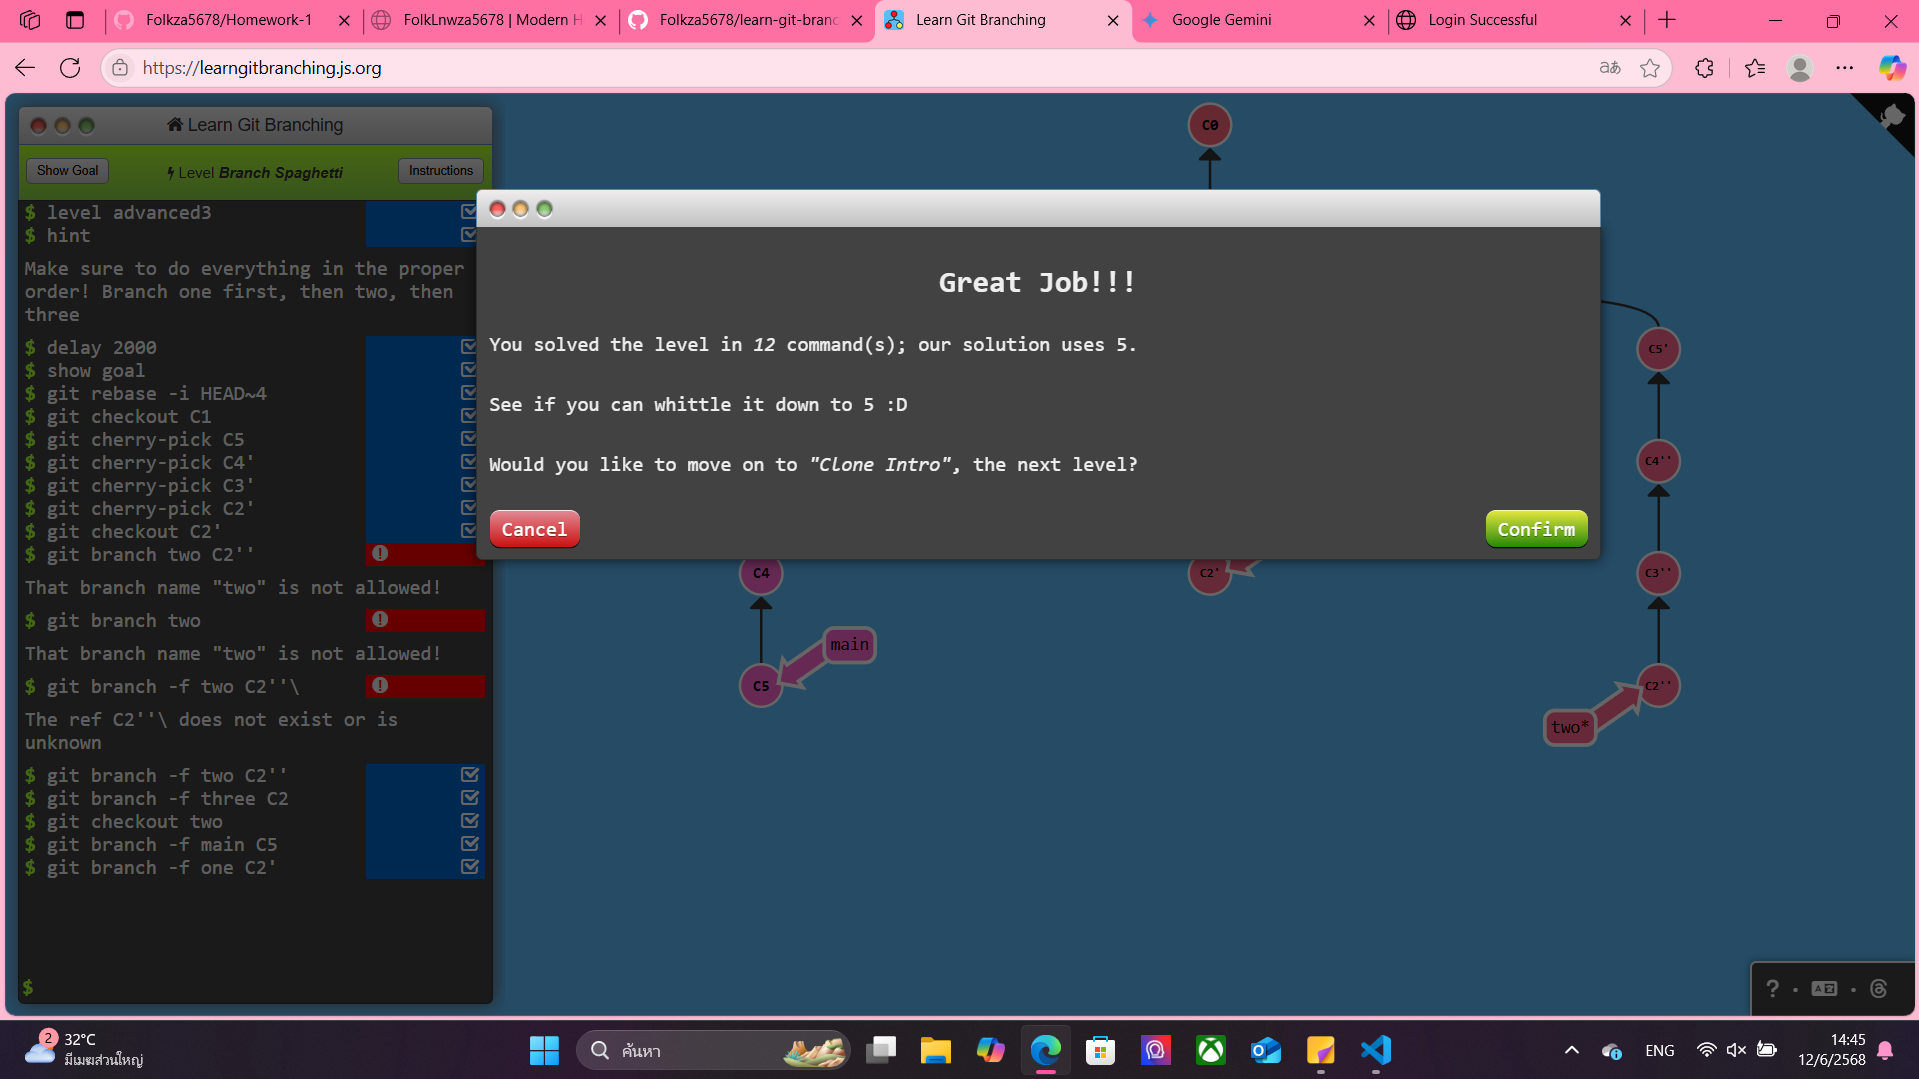 Folkza5678/Homework-1
FolkLnwza5678 | Modern H
Folkza5678/learn-git-branc
Learn Git Branching
Google Gemini
Login Successful
https://learngitbranching.js.org
aあ
Learn Git Branching
Show Goal
Level Branch Spaghetti
Instructions
$ level advanced3
$ hint
Make sure to do everything in the proper
order! Branch one first, then two, then
three
$ delay 2000
$ show goal
$ git rebase -i HEAD~4
$ git checkout C1
$ git cherry-pick C5
$ git cherry-pick C4'
$ git cherry-pick C3'
$ git cherry-pick C2'
$ git checkout C2'
$ git branch two C2''
That branch name "two" is not allowed!
$ git branch two
That branch name "two" is not allowed!
$ git branch -f two C2''\
The ref C2''\ does not exist or is
unknown
$ git branch -f two C2''
$ git branch -f three C2
$ git checkout two
$ git branch -f main C5
$ git branch -f one C2'
$
C0
Great Job!!!
You solved the level in 12 command(s); our solution uses 5.
See if you can whittle it down to 5 :D
Would you like to move on to "Clone Intro", the next level?
Cancel
Confirm
C5'
C4''
C3''
C2''
two*
C4
C2'
main
C5
2
32°C
มีเมฆส่วนใหญ่
ค้นหา
ENG
14:45
12/6/2568